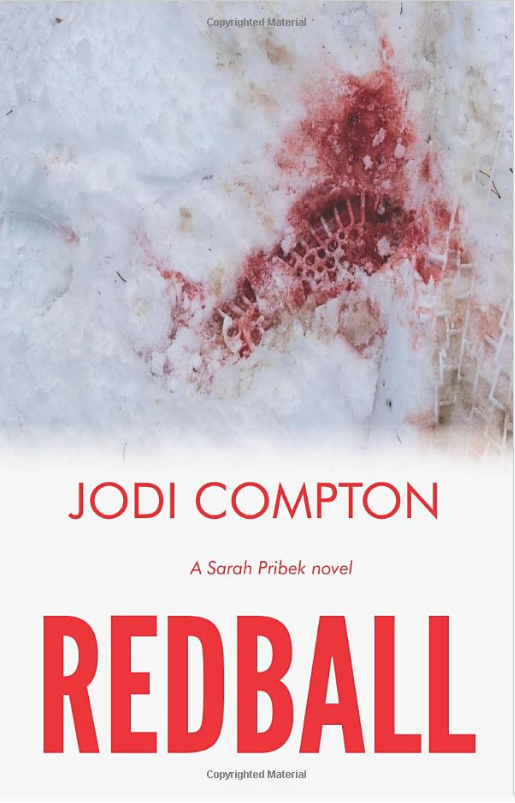 Copyrighted Material
JODI COMPTON
A Sarah Pribek novel
REDBALL
Copyrighted Material